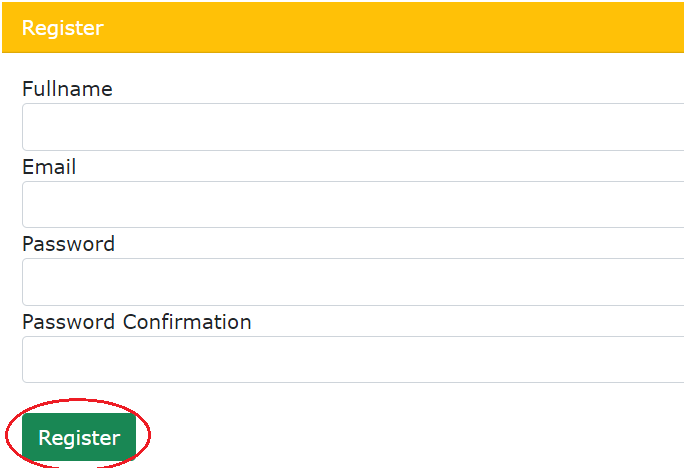 Register
Fullname
Email
Password
Password Confirmation
Register